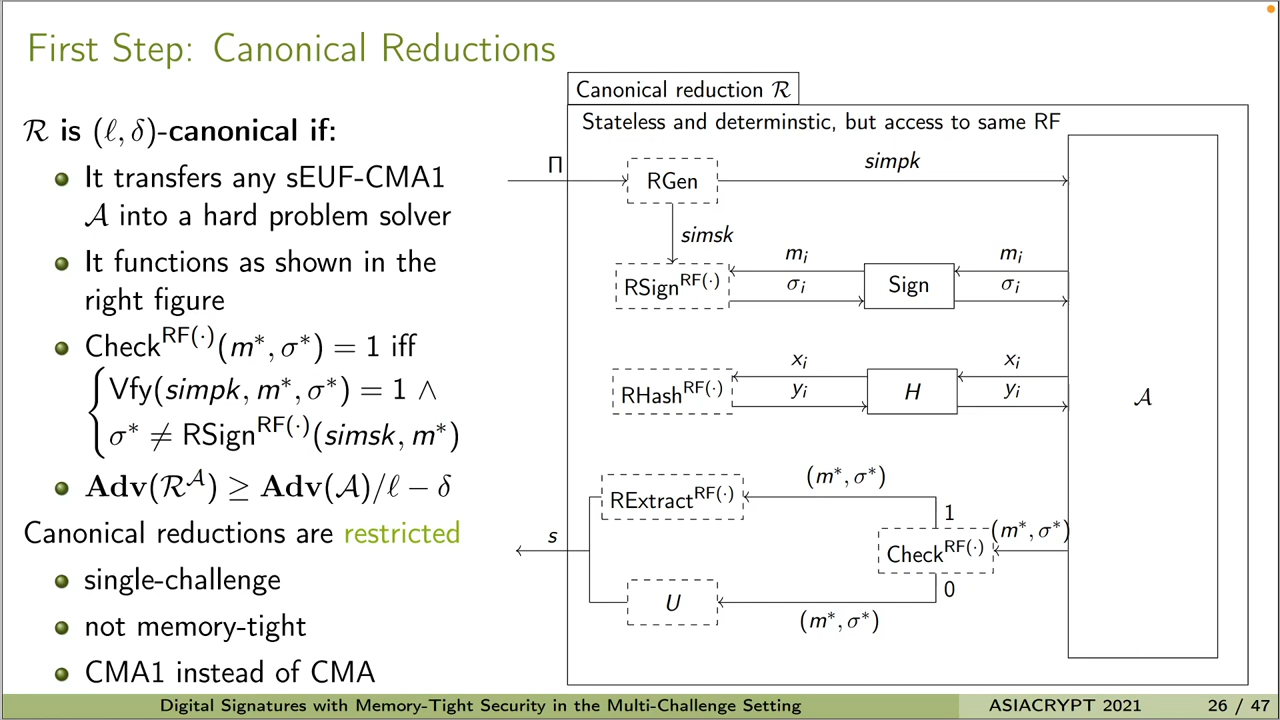 First Step: Canonical Reductions
ℛ is (ℓ, δ)-canonical if:
It transfers any sEUF-CMA1
𝒜 into a hard problem solver
It functions as shown in the
right figure
Check^RF(·)(m*, σ*) = 1 iff
{ Vfy(simpk, m*, σ*) = 1 ∧
σ* ≠ RSign^RF(·)(simsk, m*)
Adv(ℛ^𝒜) ≥ Adv(𝒜)/ℓ − δ
Canonical reductions are restricted
single-challenge
not memory-tight
CMA1 instead of CMA
Canonical reduction ℛ
Stateless and determinstic, but access to same RF
Π
RGen
simpk
simsk
RSign^RF(·)
m_i
σ_i
Sign
m_i
σ_i
RHash^RF(·)
x_i
y_i
H
x_i
y_i
𝒜
RExtract^RF(·)
(m*, σ*)
1
(m*, σ*)
Check^RF(·)
s
0
U
(m*, σ*)
Digital Signatures with Memory-Tight Security in the Multi-Challenge Setting
ASIACRYPT 2021
26 / 47